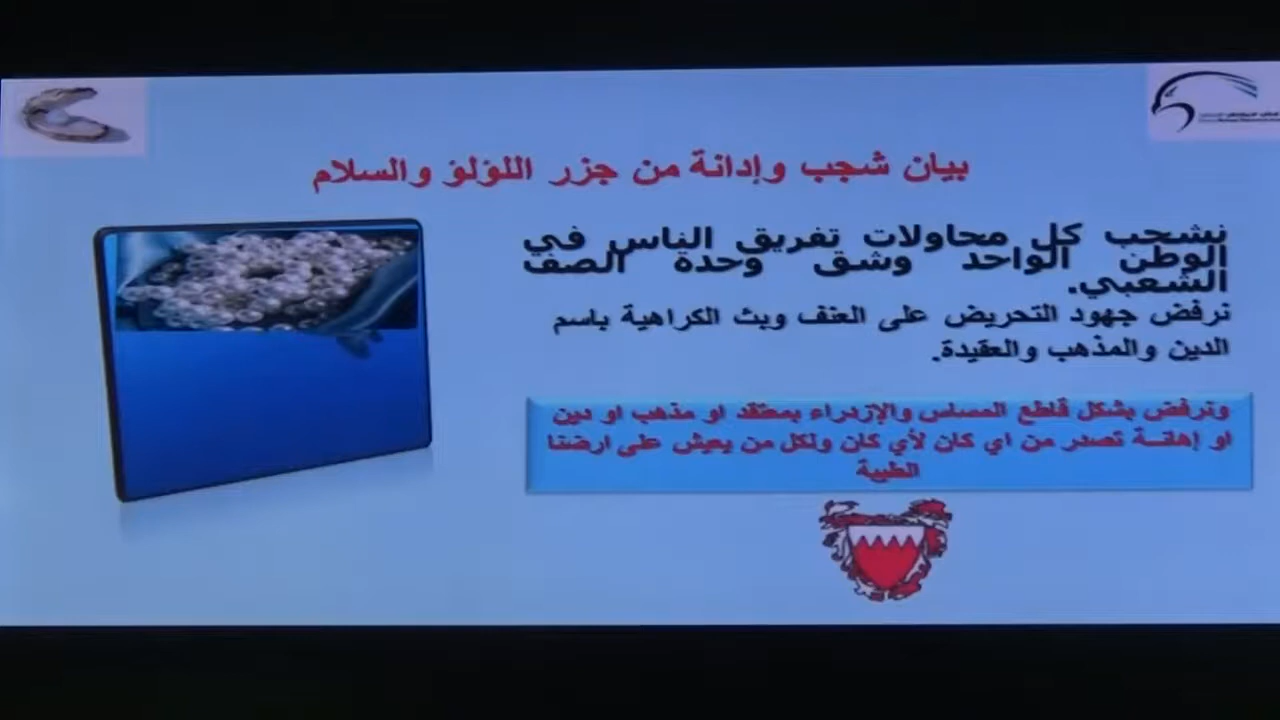 بيان شجب وإدانة من جزر اللؤلؤ والسلام
نشجب كل محاولات تفريق الناس في
الوطن الواحد وشق وحدة الصف
الشعبي.
نرفض جهود التحريض على العنف وبث الكراهية باسم
الدين والمذهب والعقيدة.
ونرفض بشكل قاطع المساس والإزدراء بمعتقد او مذهب او دين
او إهانـة تصدر من اي كان لأي كان ولكل من يعيش على ارضنا
الطيبة